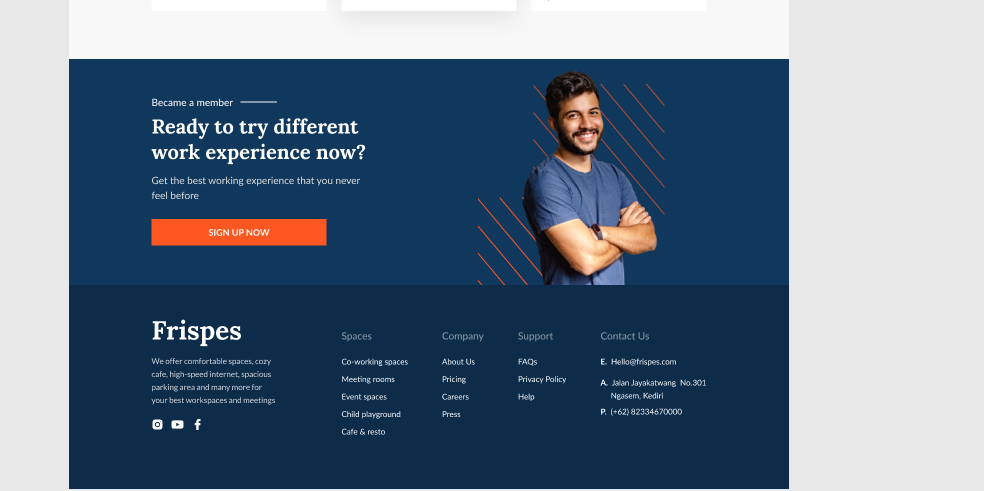 Became a member
Ready to try different
work experience now?
Get the best working experience that you never
feel before
SIGN UP NOW
Frispes
We offer comfortable spaces, cozy
cafe, high-speed internet, spacious
parking area and many more for
your best workspaces and meetings
Spaces
Co-working spaces
Meeting rooms
Event spaces
Child playground
Cafe & resto
Company
About Us
Pricing
Careers
Press
Support
FAQs
Privacy Policy
Help
Contact Us
E. Hello@frispes.com
A. Jalan Jayakatwang No.301
Ngasem, Kediri
P. (+62) 82334670000